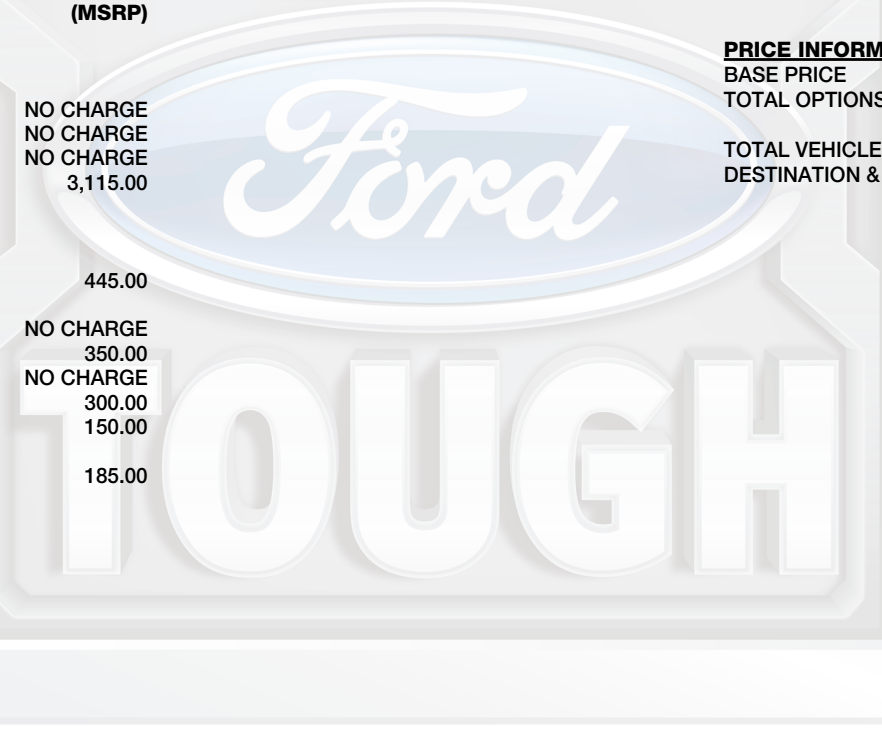 (MSRP)
NO CHARGE
NO CHARGE
NO CHARGE
3,115.00
445.00
NO CHARGE
350.00
NO CHARGE
300.00
150.00
185.00
PRICE INFORM
BASE PRICE
TOTAL OPTIONS
TOTAL VEHICLE
DESTINATION &
Ford
TOUGH